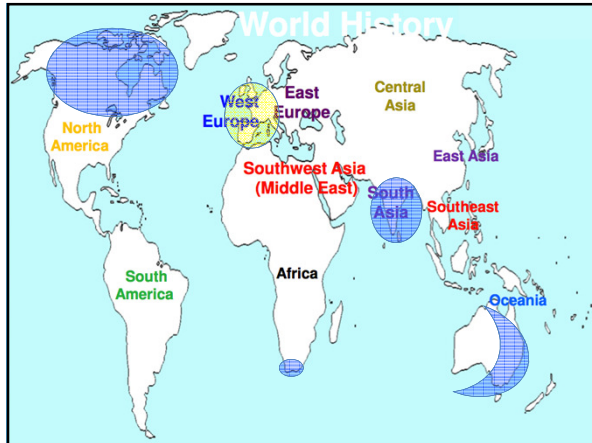 World History
West
Europe
East
Europe
Central
Asia
North
America
East Asia
Southwest Asia
(Middle East)
South
Asia
Southeast
Asia
Africa
South
America
Oceania